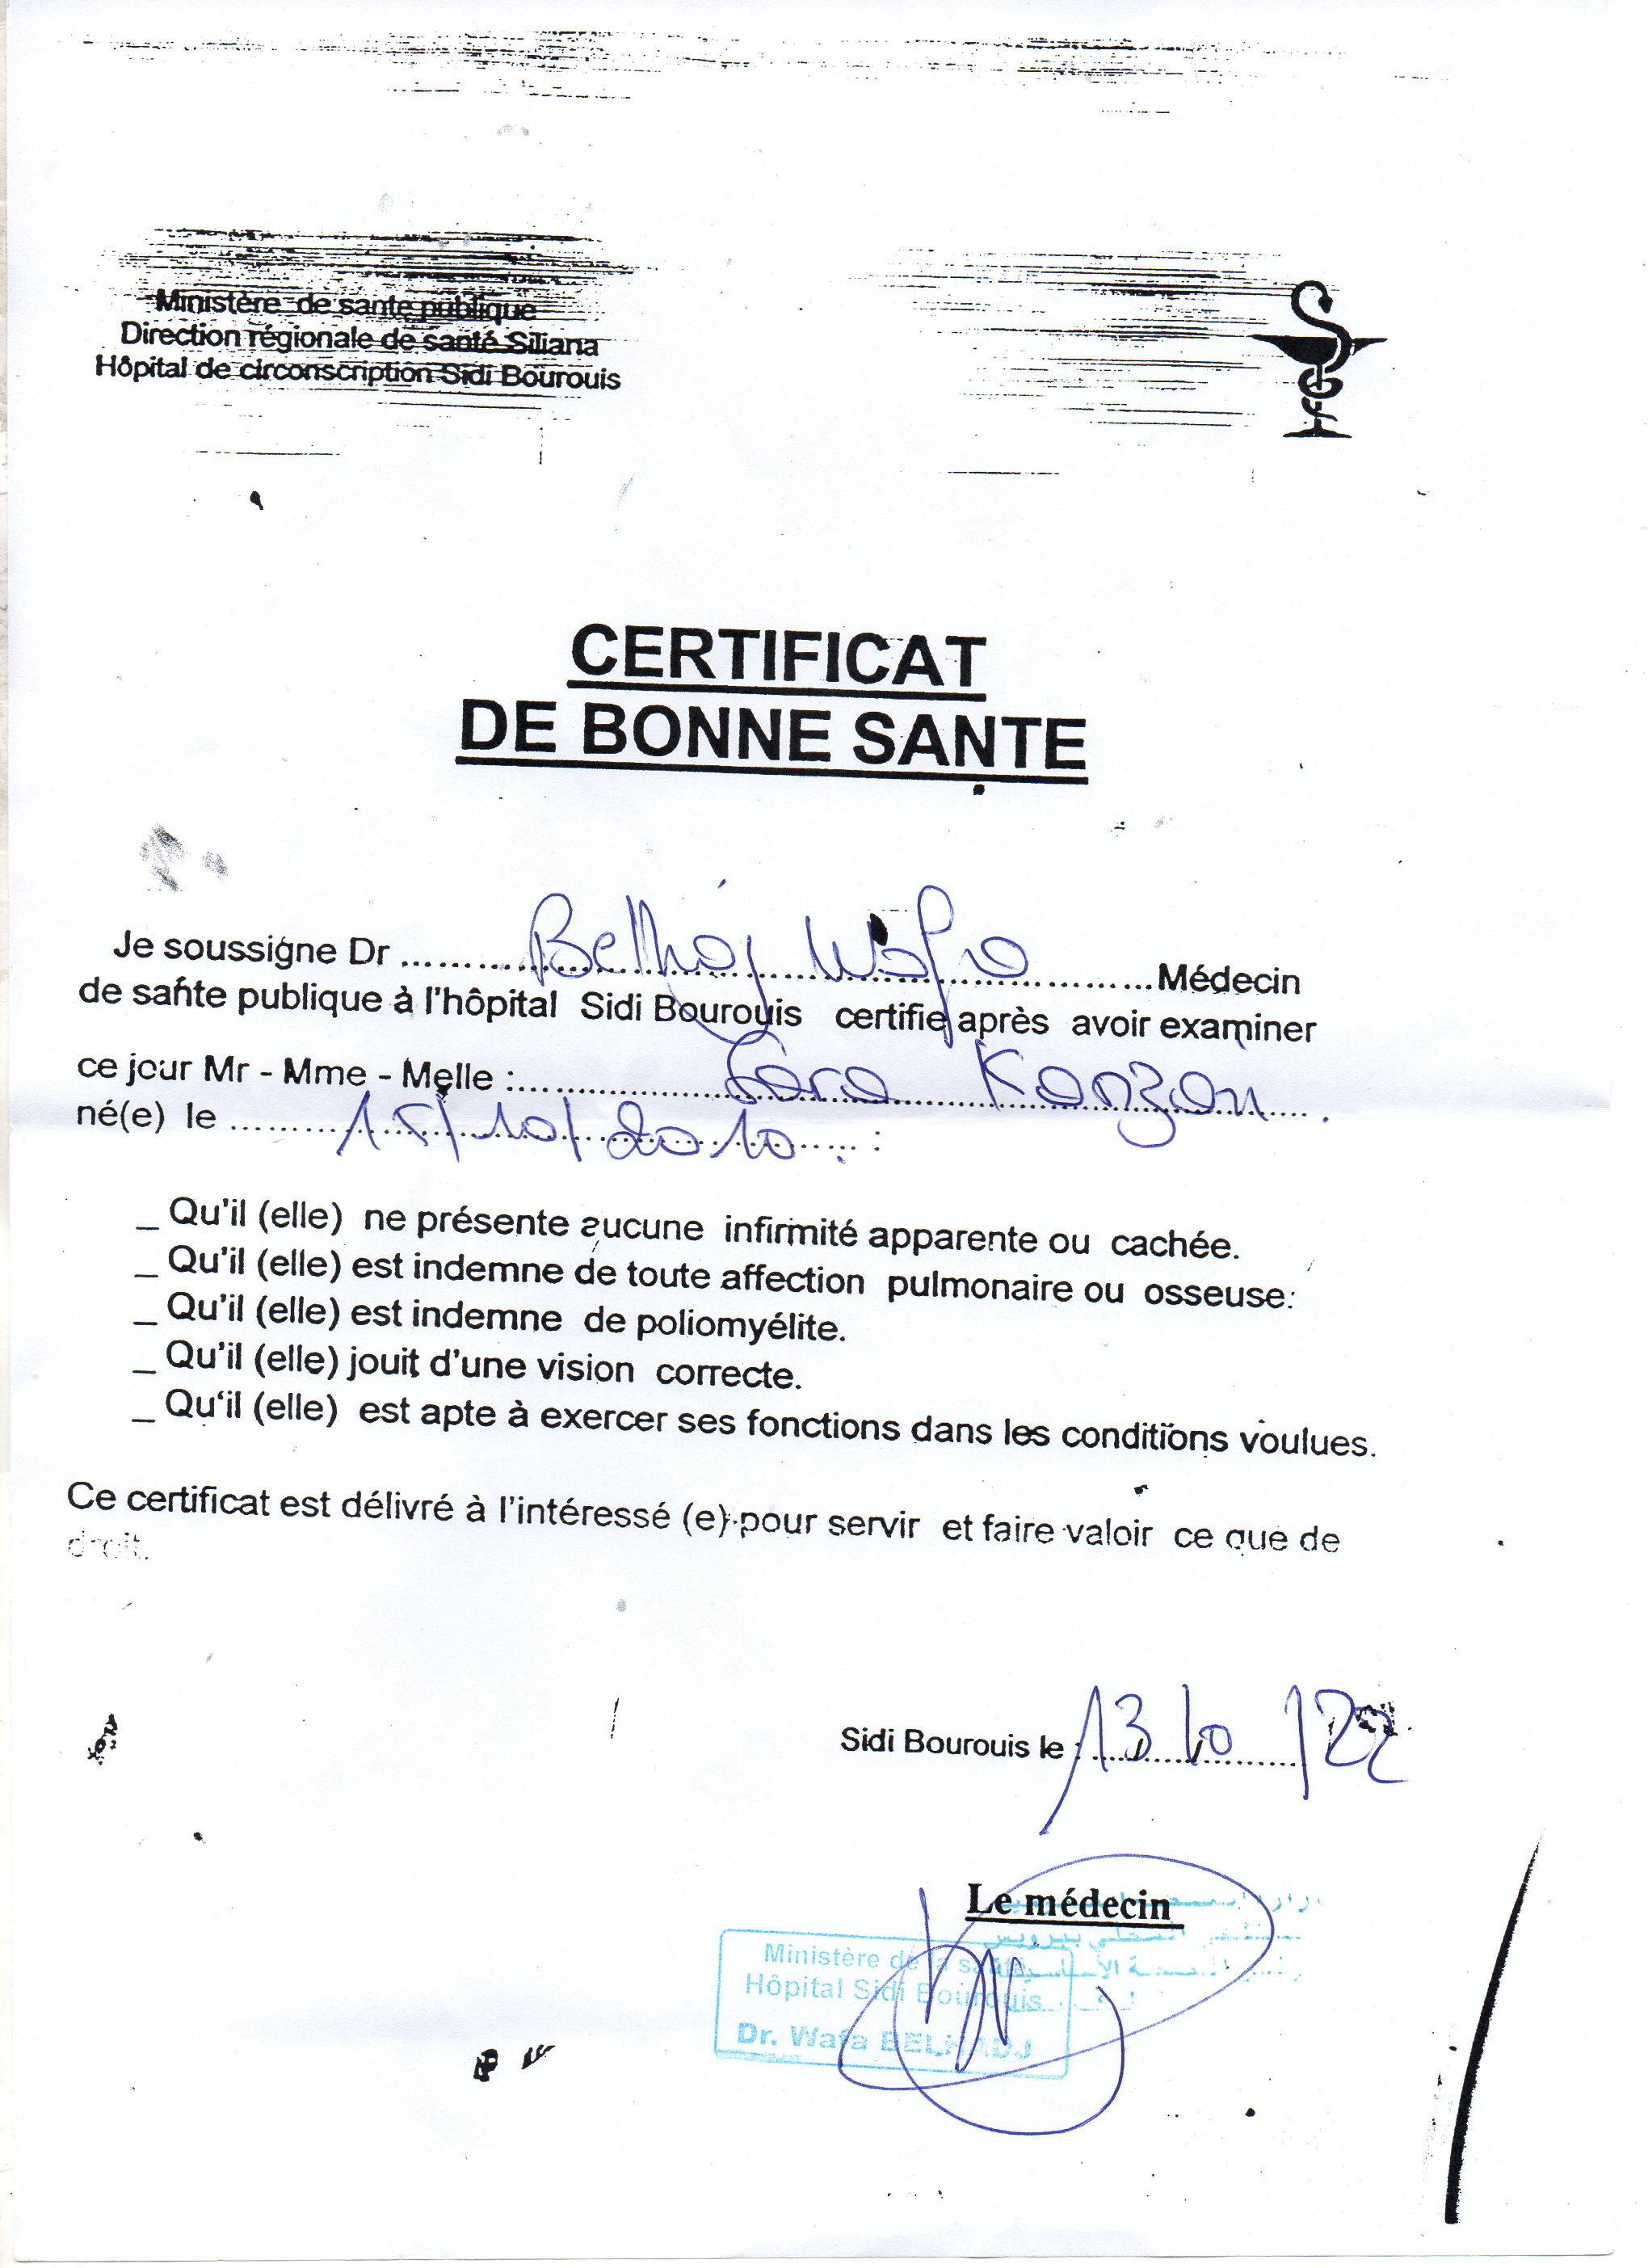 Ministère de sante publique
Direction régionale de santé Siliana
Hôpital de circonscription Sidi Bourouis
CERTIFICAT
DE BONNE SANTE
Je soussigne Dr ........ Belhaj Wafa ........ Médecin
de sante publique à l'hôpital Sidi Bourouis certifie après avoir examiner
ce jour Mr - Mme - Melle :........ Sara ........
né(e) le ........ 15/10/2010 ........ :
_ Qu'il (elle) ne présente aucune infirmité apparente ou cachée.
_ Qu'il (elle) est indemne de toute affection pulmonaire ou osseuse:
_ Qu'il (elle) est indemne de poliomyélite.
_ Qu'il (elle) jouit d'une vision correcte.
_ Qu'il (elle) est apte à exercer ses fonctions dans les conditions voulues.
Ce certificat est délivré à l'intéressé (e) pour servir et faire valoir ce que de
droit.
Sidi Bourouis le : 13/10/22
Le médecin
Ministère de la santé
Hôpital Sidi Bourouis
Dr. Wafa BELHADJ